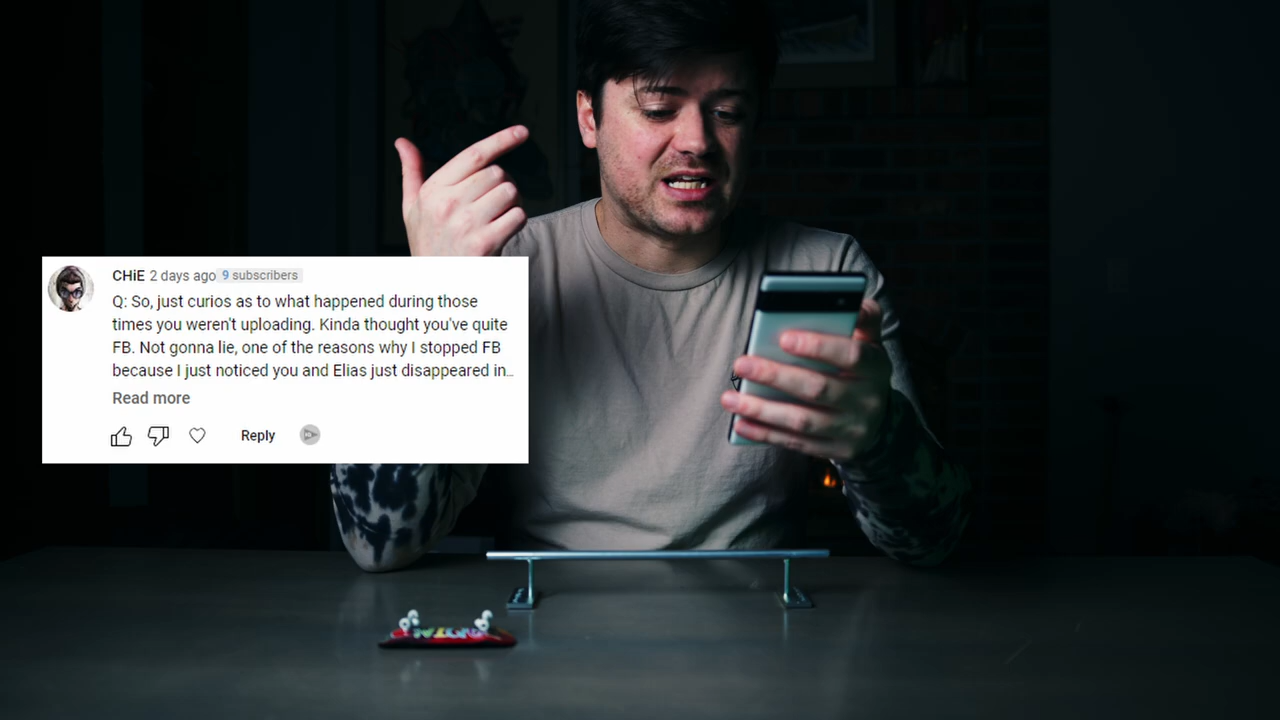 CHiE 2 days ago 9 subscribers
Q: So, just curios as to what happened during those
times you weren't uploading. Kinda thought you've quite
FB. Not gonna lie, one of the reasons why I stopped FB
because I just noticed you and Elias just disappeared in...
Read more
Reply